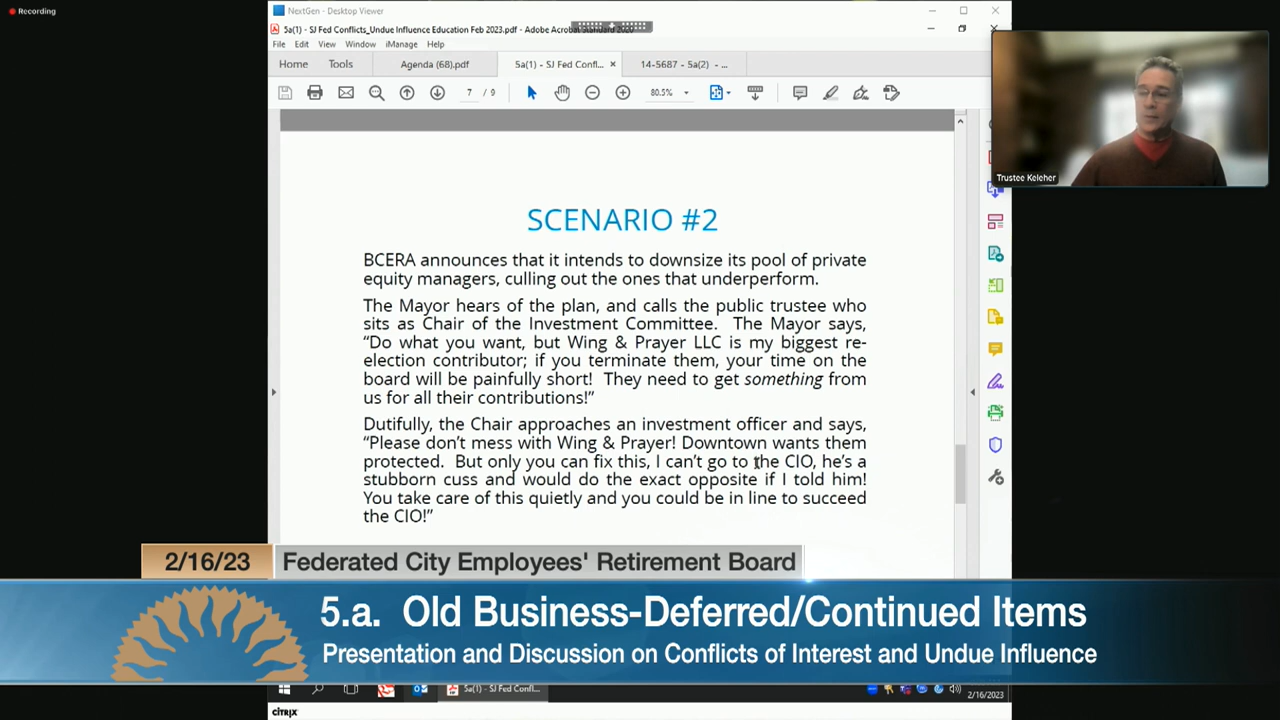 Recording
NextGen - Desktop Viewer
5a(1) - SJ Fed Conflicts_Undue Influence Education Feb 2023.pdf - Adobe Acrobat Standard
File Edit View Window iManage Help
Home Tools Agenda (68).pdf 5a(1) - SJ Fed Confl... × 14-5687 - 5a(2) - ...
7 / 9 80.5%
Trustee Keleher
SCENARIO #2
BCERA announces that it intends to downsize its pool of private
equity managers, culling out the ones that underperform.
The Mayor hears of the plan, and calls the public trustee who
sits as Chair of the Investment Committee. The Mayor says,
“Do what you want, but Wing & Prayer LLC is my biggest re-
election contributor; if you terminate them, your time on the
board will be painfully short! They need to get something from
us for all their contributions!”
Dutifully, the Chair approaches an investment officer and says,
“Please don’t mess with Wing & Prayer! Downtown wants them
protected. But only you can fix this, I can’t go to the CIO, he’s a
stubborn cuss and would do the exact opposite if I told him!
You take care of this quietly and you could be in line to succeed
the CIO!”
2/16/23 Federated City Employees' Retirement Board
5.a. Old Business-Deferred/Continued Items
Presentation and Discussion on Conflicts of Interest and Undue Influence
5a(1) - SJ Fed Confl...
2/16/2023
CITRIX